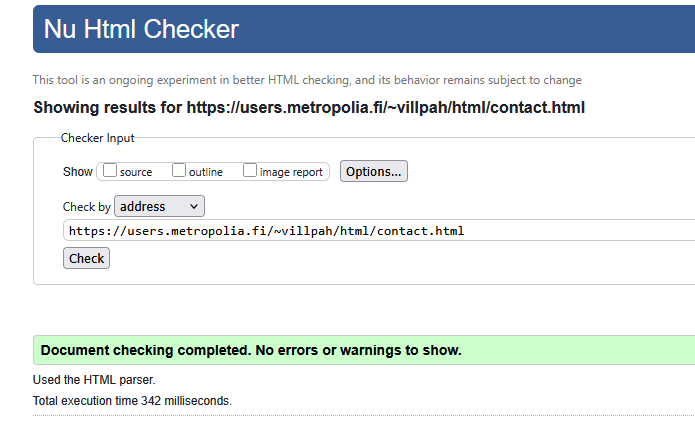 Nu Html Checker
This tool is an ongoing experiment in better HTML checking, and its behavior remains subject to change
Showing results for https://users.metropolia.fi/~villpah/html/contact.html
Checker Input
Show source outline image report Options...
Check by address
https://users.metropolia.fi/~villpah/html/contact.html
Check
Document checking completed. No errors or warnings to show.
Used the HTML parser.
Total execution time 342 milliseconds.